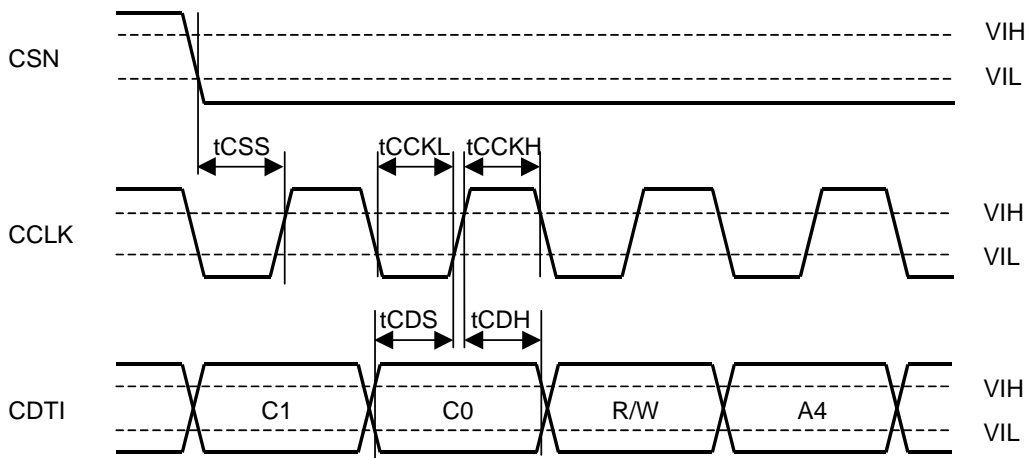 CSN
VIH
VIL
tCSS
tCCKL
tCCKH
CCLK
VIH
VIL
tCDS
tCDH
CDTI
C1
C0
R/W
A4
VIH
VIL